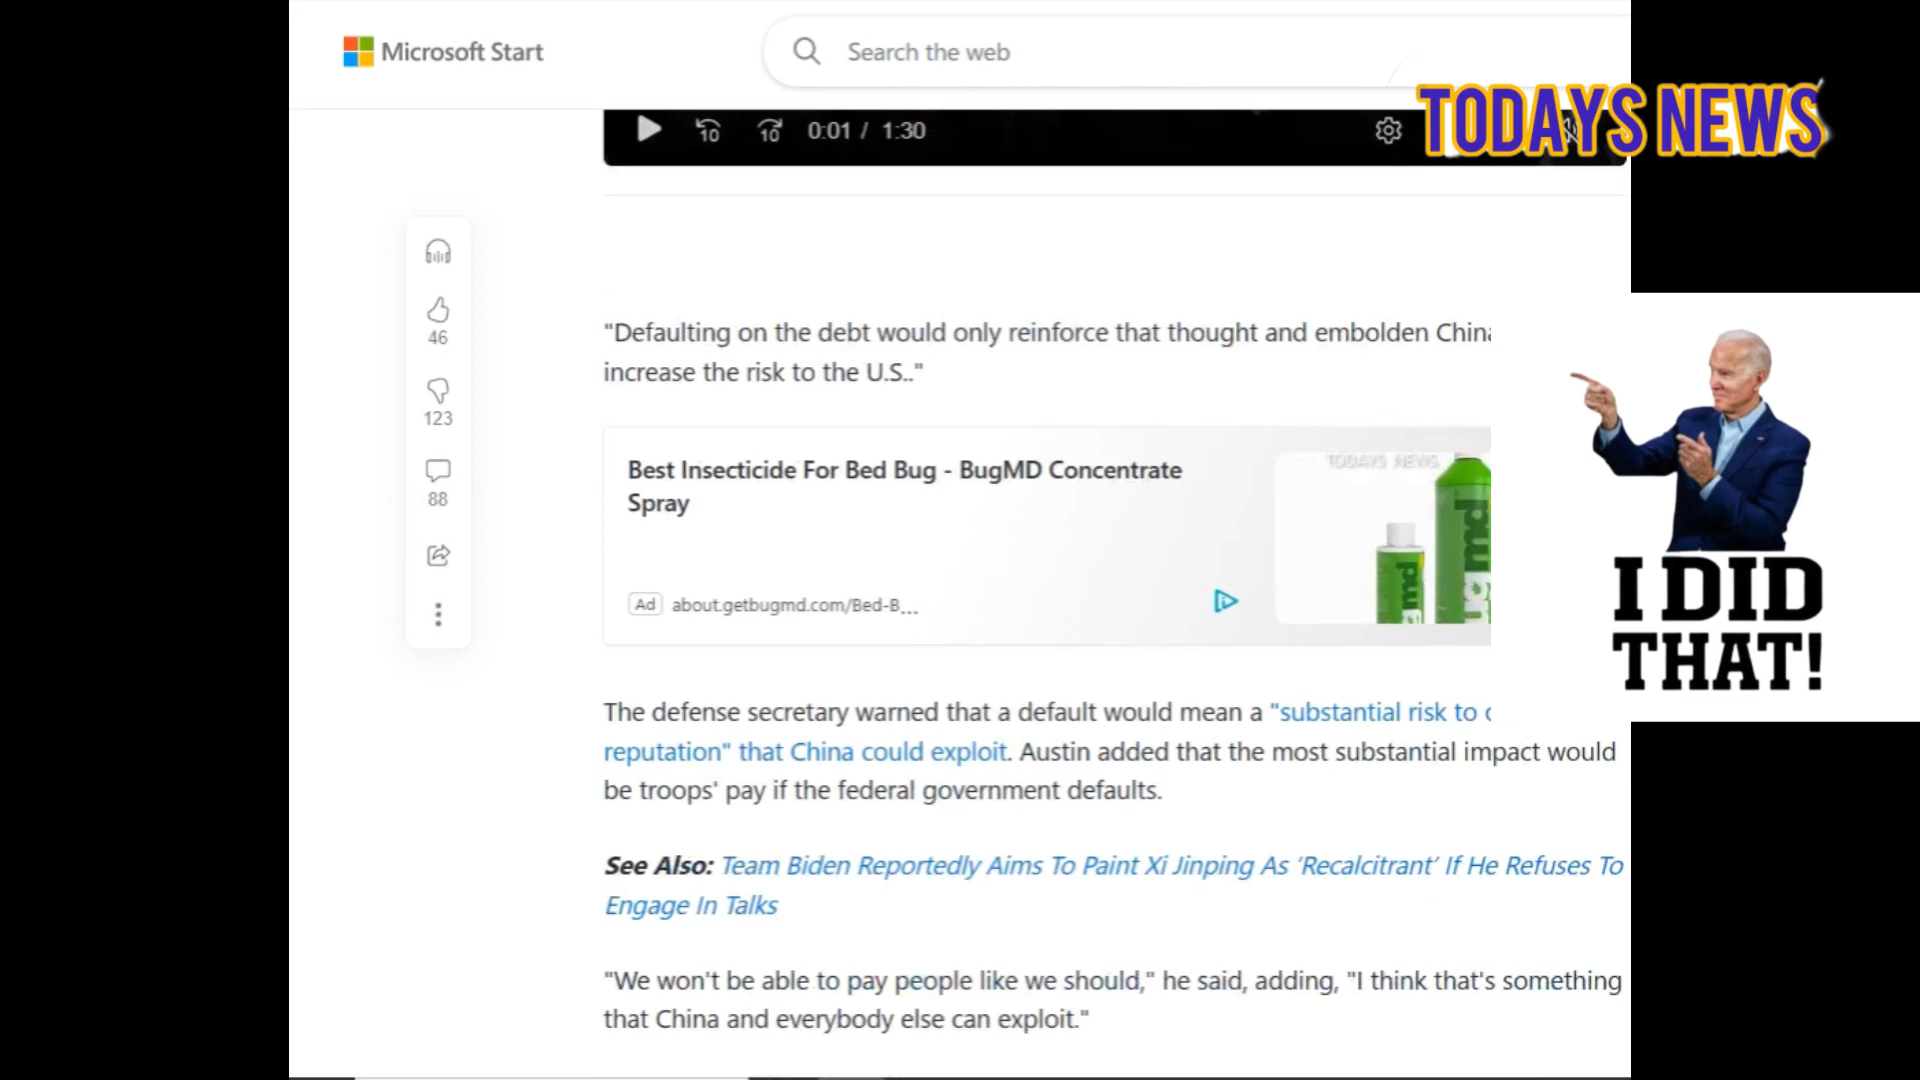 Microsoft Start
Search the web
TODAYS NEWS
10
10
0:01 / 1:30
46
123
88
"Defaulting on the debt would only reinforce that thought and embolden China
increase the risk to the U.S.."
Best Insecticide For Bed Bug - BugMD Concentrate
Spray
TODAYS NEWS
Ad about.getbugmd.com/Bed-B...
md
I DID
THAT!
The defense secretary warned that a default would mean a "substantial risk to
reputation" that China could exploit. Austin added that the most substantial impact would
be troops' pay if the federal government defaults.
See Also: Team Biden Reportedly Aims To Paint Xi Jinping As ‘Recalcitrant’ If He Refuses To
Engage In Talks
"We won't be able to pay people like we should," he said, adding, "I think that's something
that China and everybody else can exploit."